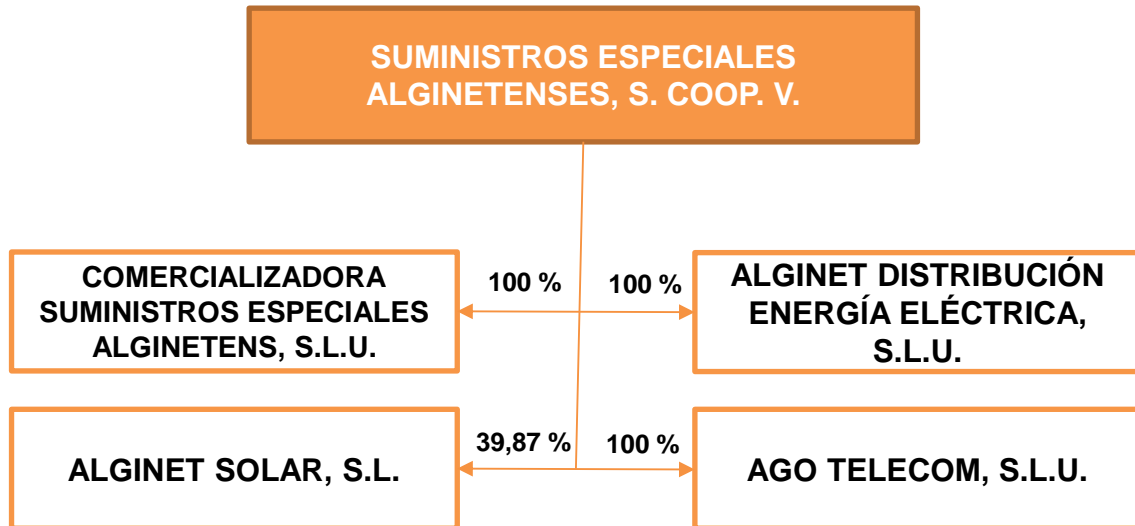 SUMINISTROS ESPECIALES
ALGINETENSES, S. COOP. V.
COMERCIALIZADORA
SUMINISTROS ESPECIALES
ALGINETENS, S.L.U.
100 %
100 %
ALGINET DISTRIBUCIÓN
ENERGÍA ELÉCTRICA,
S.L.U.
ALGINET SOLAR, S.L.
39,87 %
100 %
AGO TELECOM, S.L.U.